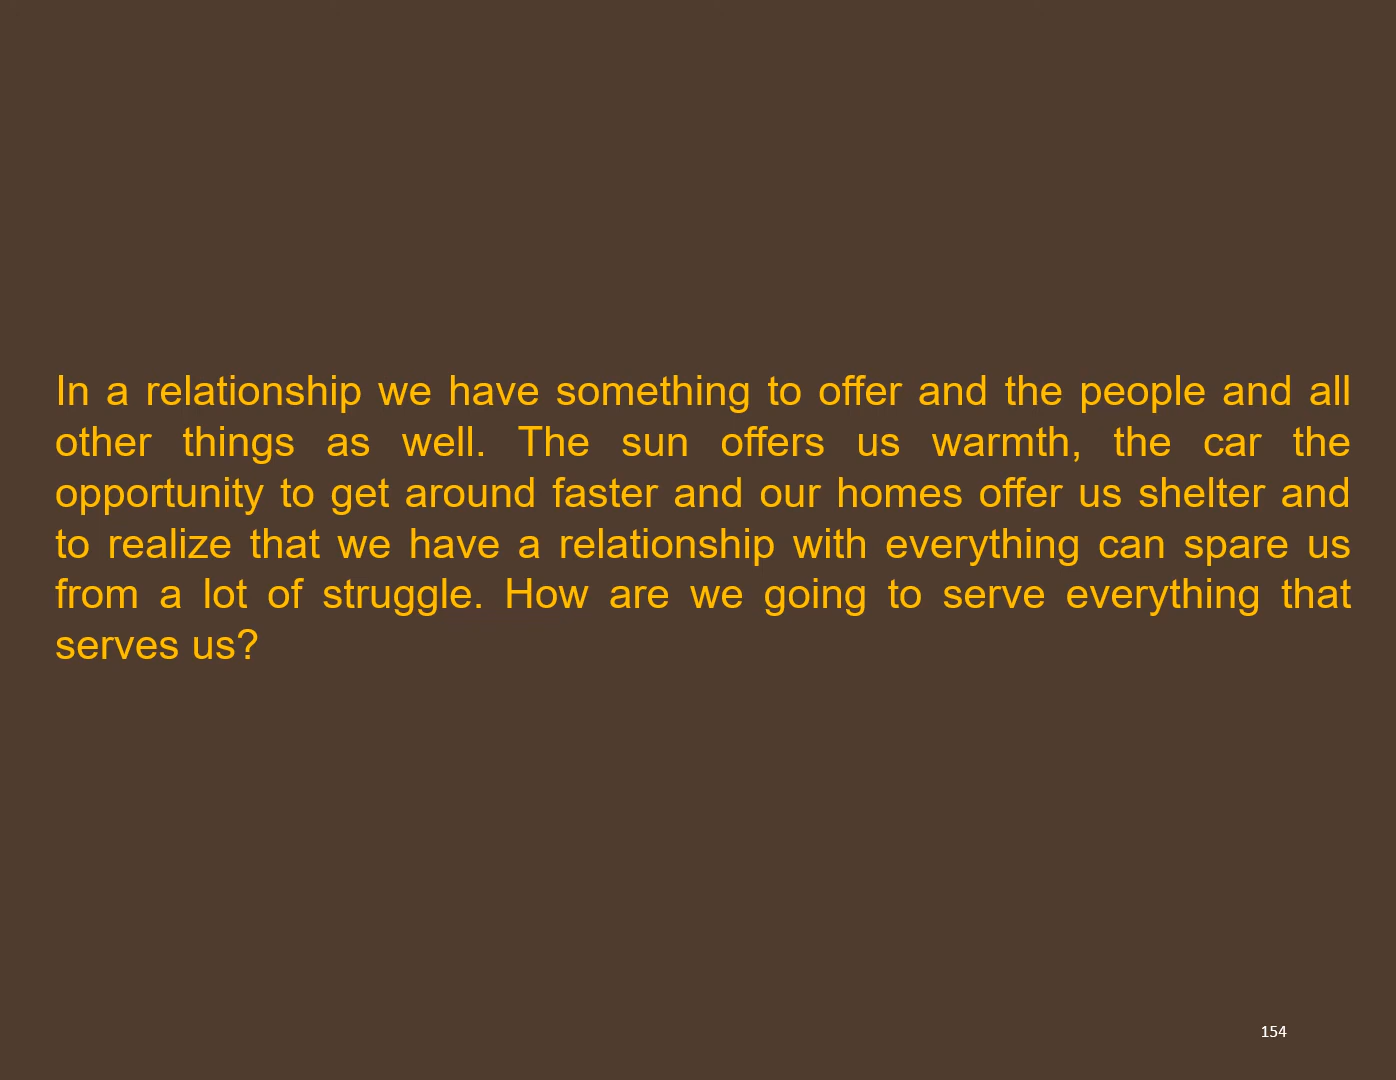 In a relationship we have something to offer and the people and all
other things as well. The sun offers us warmth, the car the
opportunity to get around faster and our homes offer us shelter and
to realize that we have a relationship with everything can spare us
from a lot of struggle. How are we going to serve everything that
serves us?
154